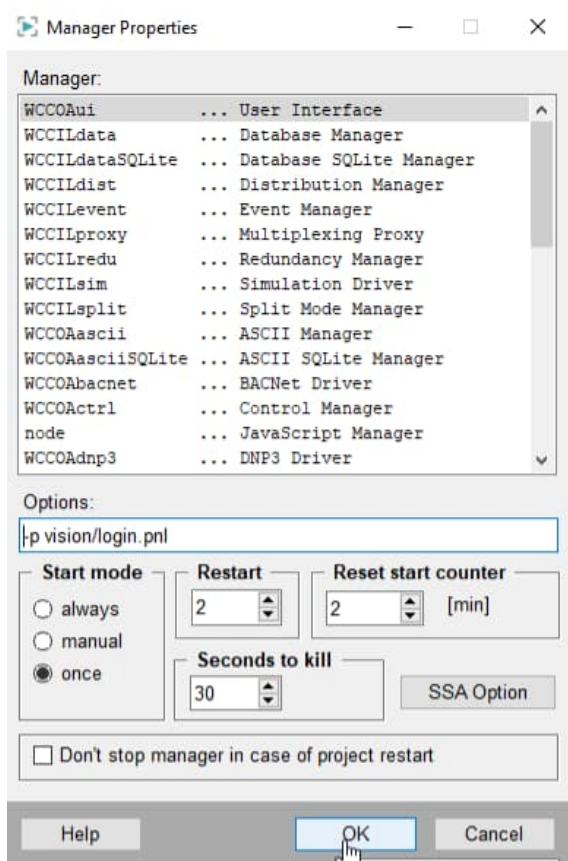 Manager Properties
Manager:
WCCOAui ... User Interface
WCCILdata ... Database Manager
WCCILdataSQLite ... Database SQLite Manager
WCCILdist ... Distribution Manager
WCCILevent ... Event Manager
WCCILproxy ... Multiplexing Proxy
WCCILredu ... Redundancy Manager
WCCILsim ... Simulation Driver
WCCILsplit ... Split Mode Manager
WCCOAascii ... ASCII Manager
WCCOAasciiSQLite ... ASCII SQLite Manager
WCCOAbacnet ... BACNet Driver
WCCOActrl ... Control Manager
node ... JavaScript Manager
WCCOAdnp3 ... DNP3 Driver
Options:
-p vision/login.pnl
Start mode
always
manual
once
Restart
2
Reset start counter
2 [min]
Seconds to kill
30
SSA Option
Don't stop manager in case of project restart
Help OK Cancel